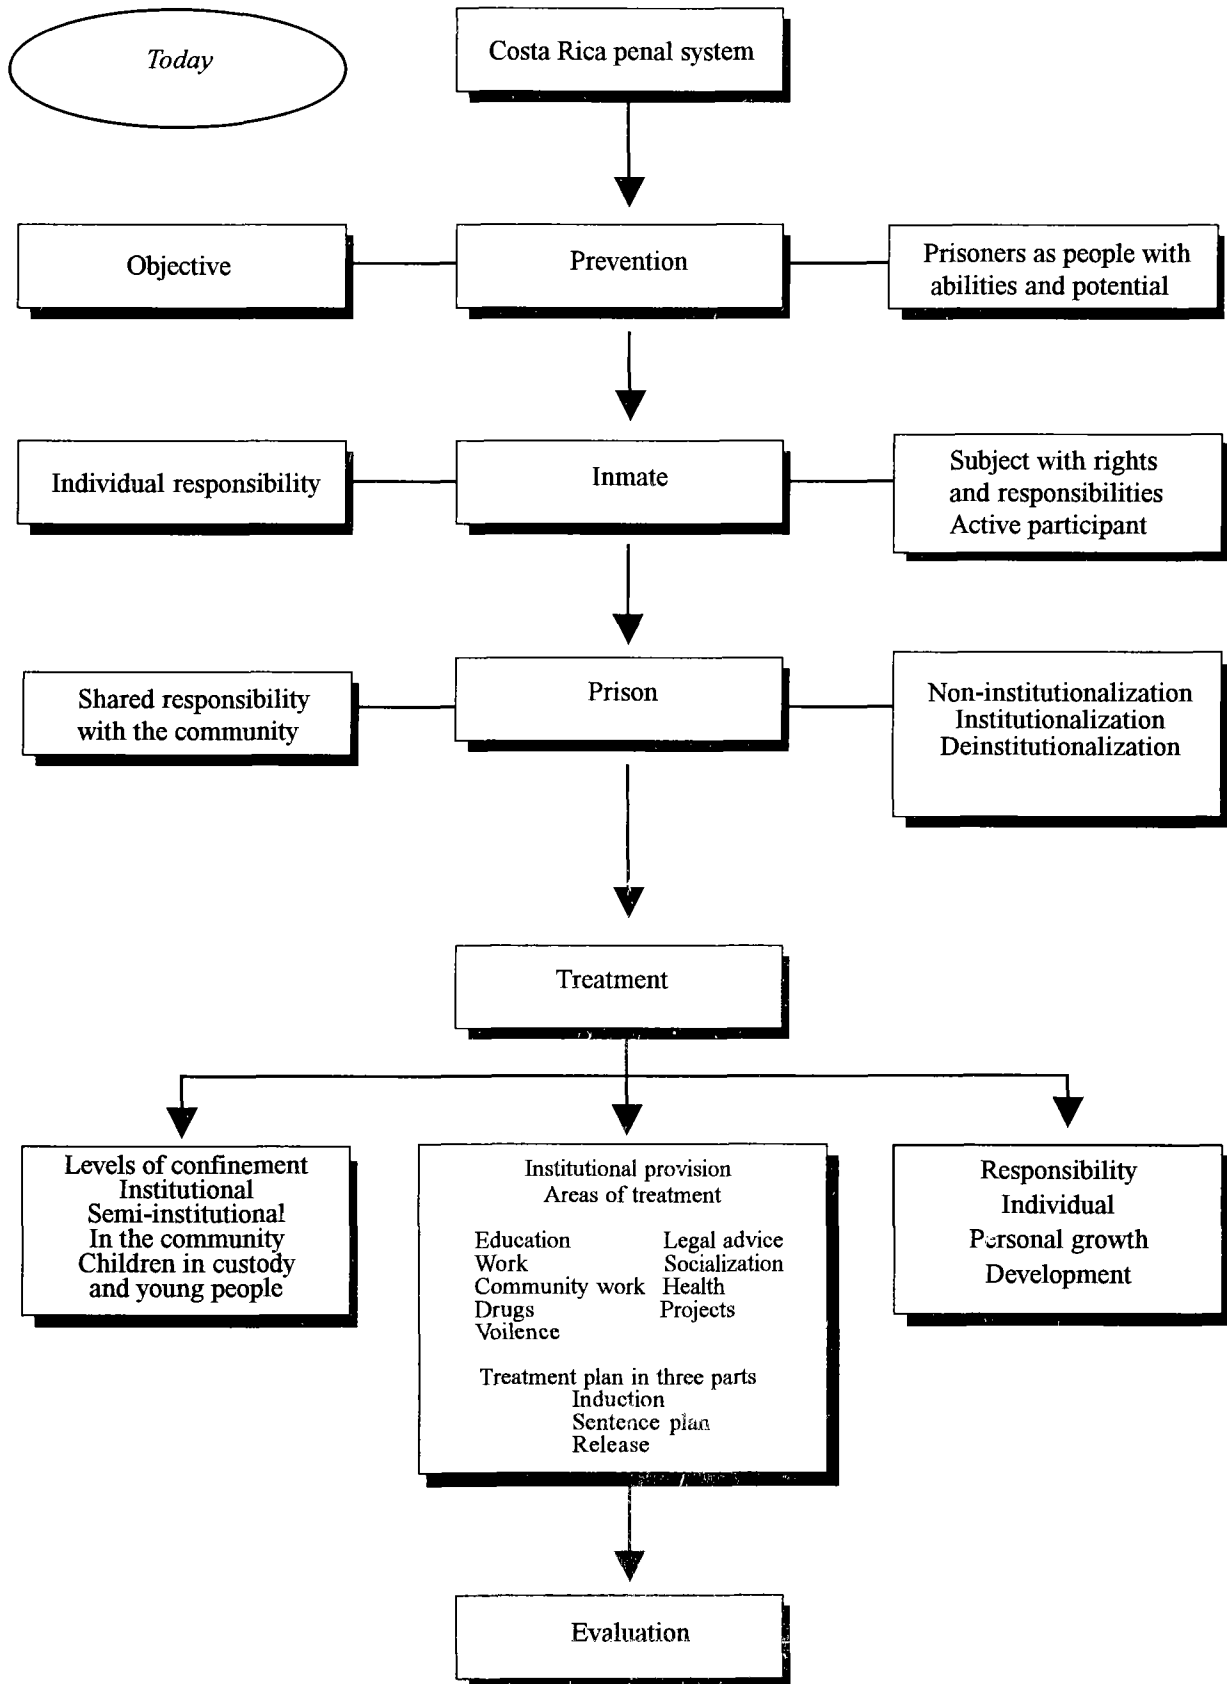 Today
Costa Rica penal system
Objective
Prevention
Prisoners as people with
abilities and potential
Individual responsibility
Inmate
Subject with rights
and responsibilities
Active participant
Shared responsibility
with the community
Prison
Non-institutionalization
Institutionalization
Deinstitutionalization
Treatment
Levels of confinement
Institutional
Semi-institutional
In the community
Children in custody
and young people
Institutional provision
Areas of treatment
Education Legal advice
Work Socialization
Community work Health
Drugs Projects
Voilence
Treatment plan in three parts
Induction
Sentence plan
Release
Responsibility
Individual
Personal growth
Development
Evaluation